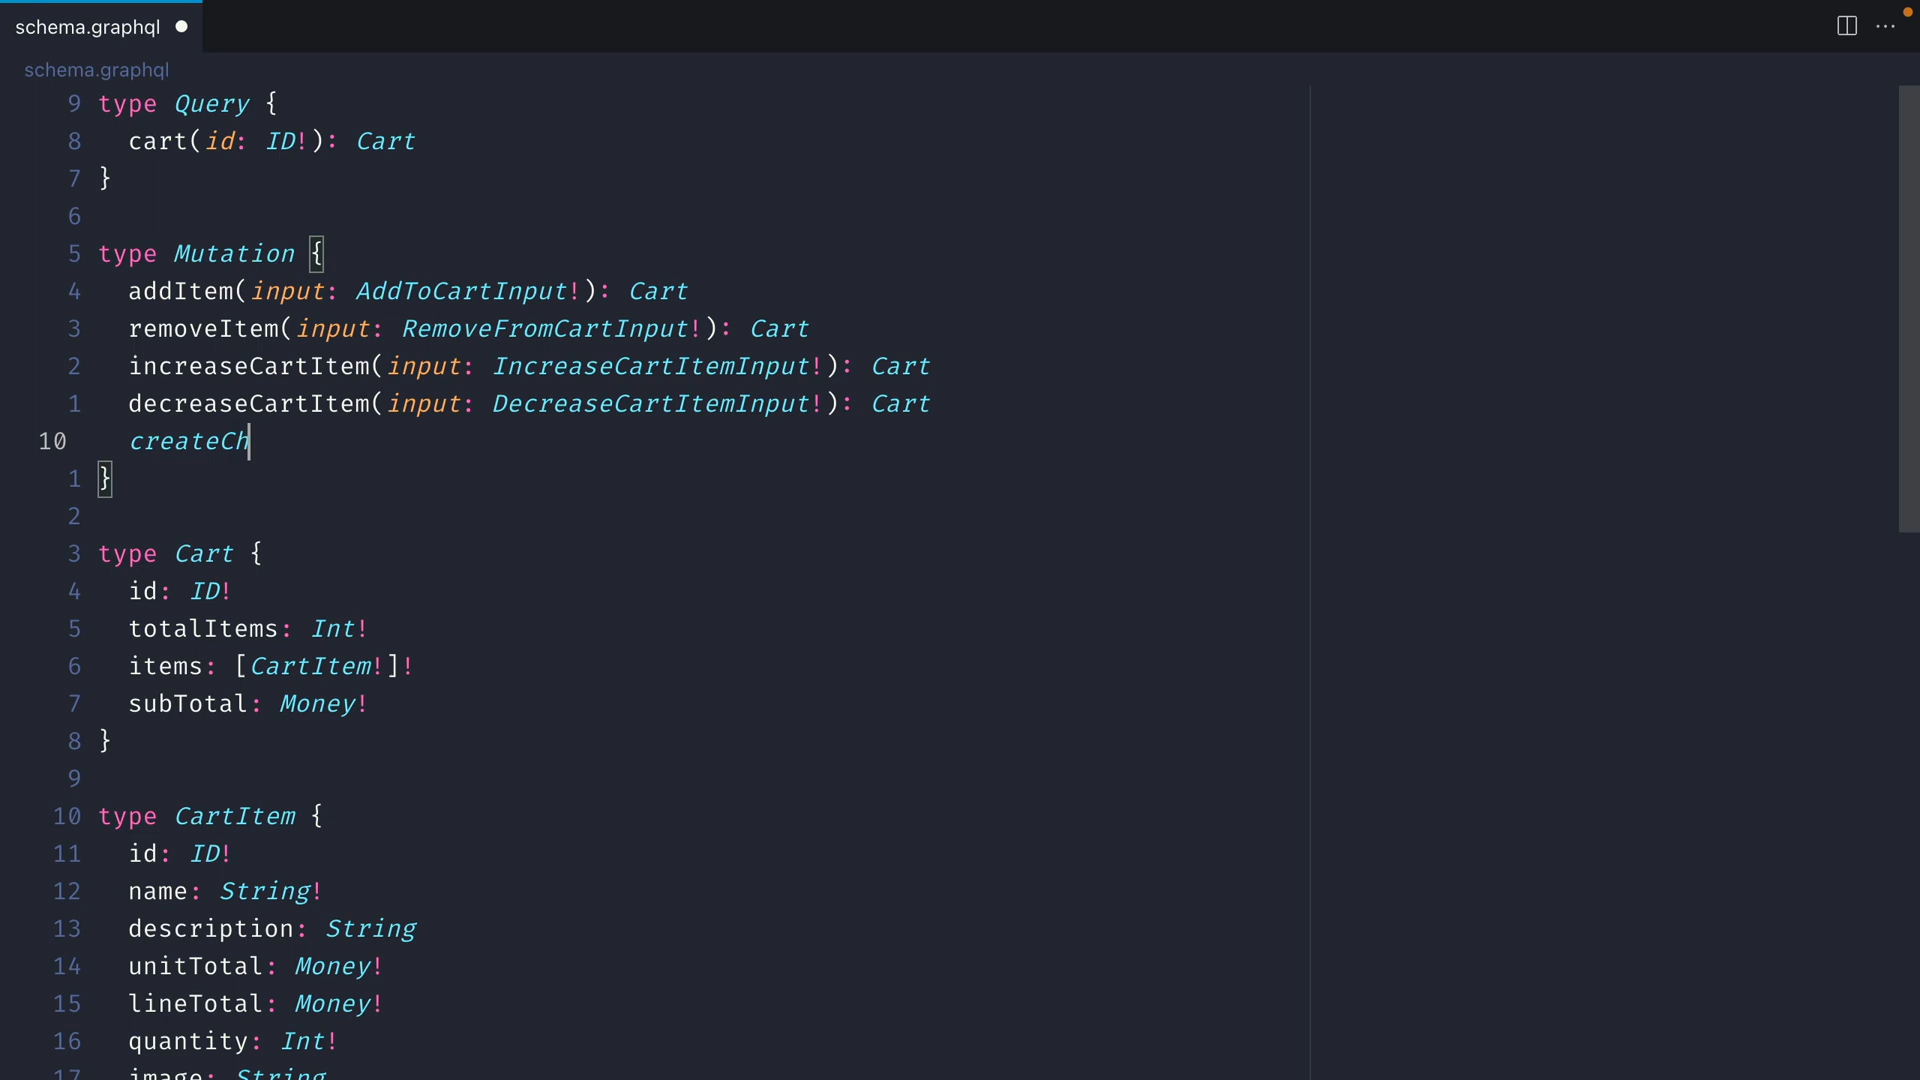 schema.graphql
schema.graphql
9 type Query {
8 cart(id: ID!): Cart
7 }
6
5 type Mutation {
4 addItem(input: AddToCartInput!): Cart
3 removeItem(input: RemoveFromCartInput!): Cart
2 increaseCartItem(input: IncreaseCartItemInput!): Cart
1 decreaseCartItem(input: DecreaseCartItemInput!): Cart
10 createCh
1 }
2
3 type Cart {
4 id: ID!
5 totalItems: Int!
6 items: [CartItem!]!
7 subTotal: Money!
8 }
9
10 type CartItem {
11 id: ID!
12 name: String!
13 description: String
14 unitTotal: Money!
15 lineTotal: Money!
16 quantity: Int!
17 image: String